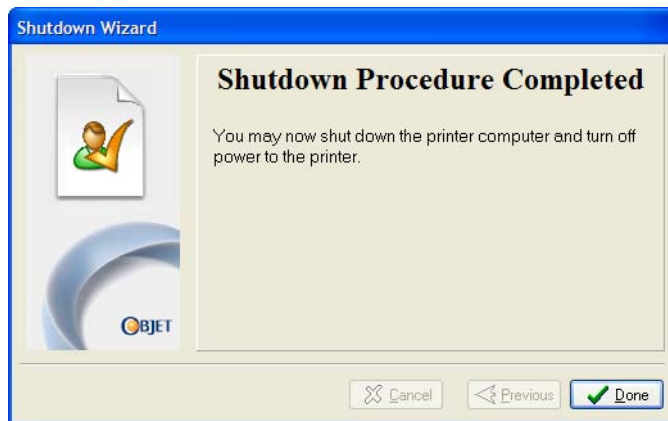 Shutdown Wizard
Shutdown Procedure Completed
You may now shut down the printer computer and turn off
power to the printer.
OBJET
Cancel
Previous
Done